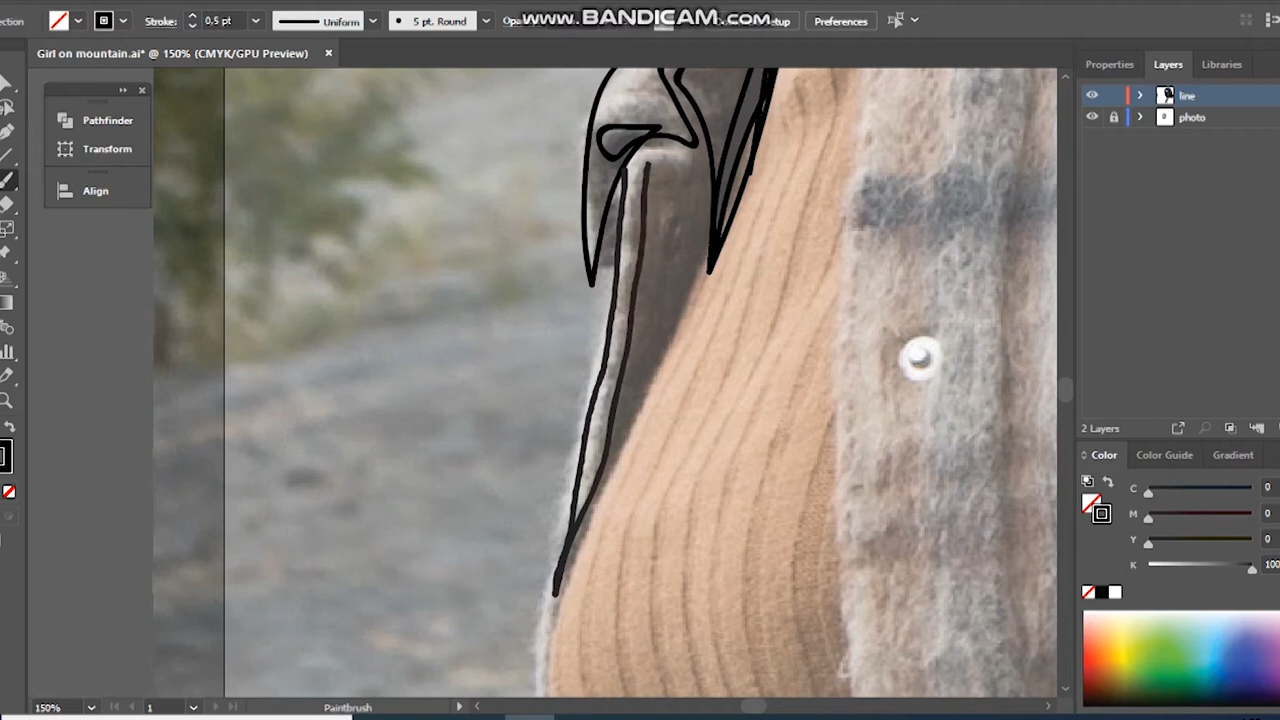 www.BANDICAM.com
Stroke: 0,5 pt Uniform 5 pt. Round Preferences
Girl on mountain.ai* @ 150% (CMYK/GPU Preview) ×
Pathfinder
Transform
Align
Properties Layers Libraries
line
photo
2 Layers
Color Color Guide Gradient
C 0
M 0
Y 0
K 100
150% 1 Paintbrush